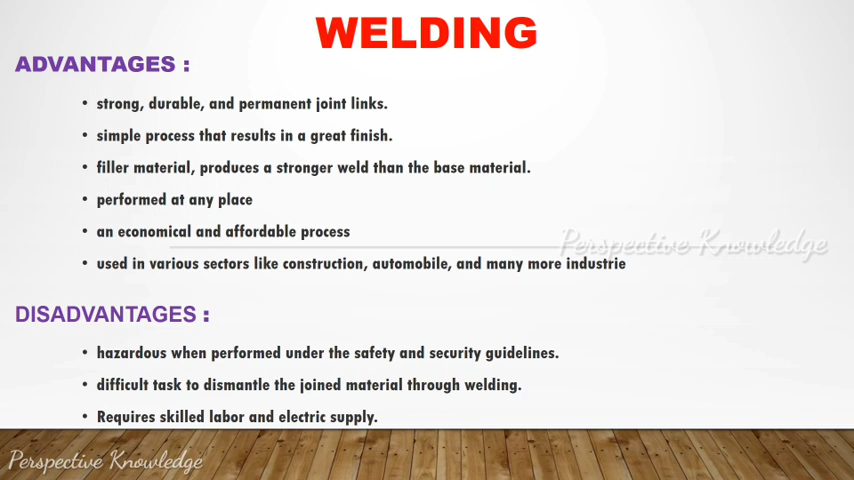 WELDING
ADVANTAGES :
• strong, durable, and permanent joint links.
• simple process that results in a great finish.
• filler material, produces a stronger weld than the base material.
• performed at any place
• an economical and affordable process
Perspective Knowledge
• used in various sectors like construction, automobile, and many more industrie
DISADVANTAGES :
• hazardous when performed under the safety and security guidelines.
• difficult task to dismantle the joined material through welding.
• Requires skilled labor and electric supply.
Perspective Knowledge